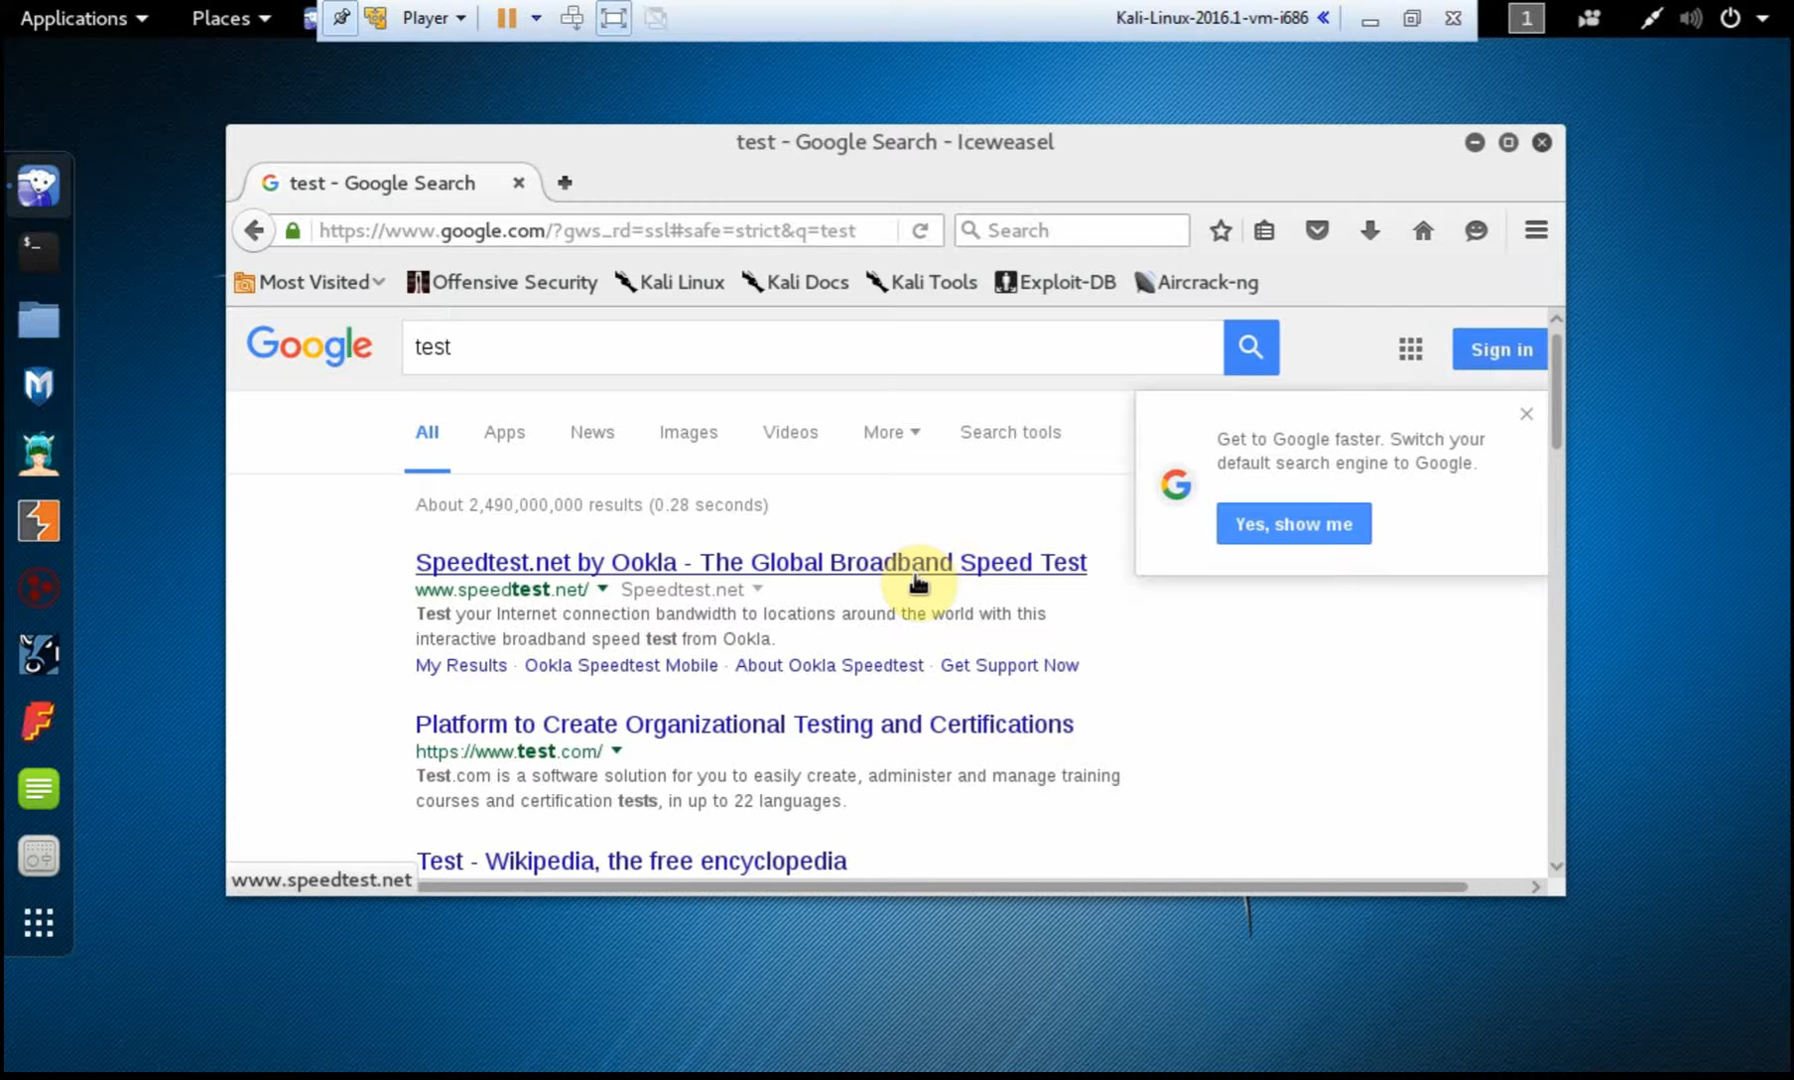 Applications Places Player Kali-Linux-2016.1-vm-i686 1
test - Google Search - Iceweasel
test - Google Search
https://www.google.com/?gws_rd=ssl#safe=strict&q=test Search
Most Visited Offensive Security Kali Linux Kali Docs Kali Tools Exploit-DB Aircrack-ng
Google test Sign in
All Apps News Images Videos More Search tools
Get to Google faster. Switch your
default search engine to Google.
Yes, show me
About 2,490,000,000 results (0.28 seconds)
Speedtest.net by Ookla - The Global Broadband Speed Test
www.speedtest.net/ Speedtest.net
Test your Internet connection bandwidth to locations around the world with this
interactive broadband speed test from Ookla.
My Results · Ookla Speedtest Mobile · About Ookla Speedtest · Get Support Now
Platform to Create Organizational Testing and Certifications
https://www.test.com/
Test.com is a software solution for you to easily create, administer and manage training
courses and certification tests, in up to 22 languages.
Test - Wikipedia, the free encyclopedia
www.speedtest.net